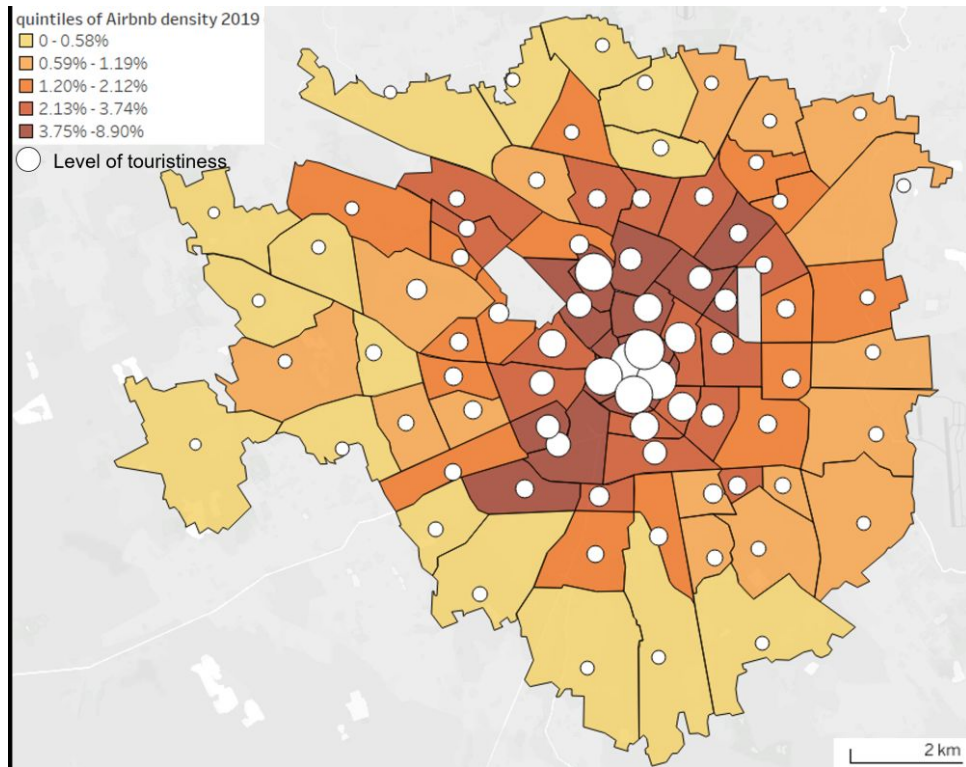 quintiles of Airbnb density 2019
0 - 0.58%
0.59% - 1.19%
1.20% - 2.12%
2.13% - 3.74%
3.75% -8.90%
Level of touristiness
2 km